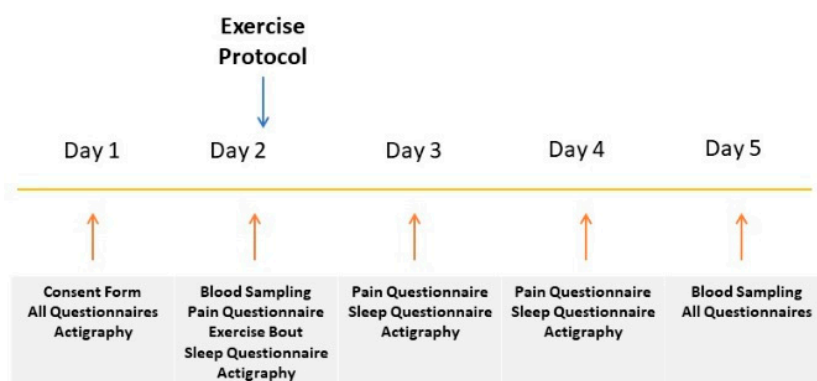 Exercise
Protocol
Day 1
Day 2
Day 3
Day 4
Day 5
Consent Form
All Questionnaires
Actigraphy
Blood Sampling
Pain Questionnaire
Exercise Bout
Sleep Questionnaire
Actigraphy
Pain Questionnaire
Sleep Questionnaire
Actigraphy
Pain Questionnaire
Sleep Questionnaire
Actigraphy
Blood Sampling
All Questionnaires